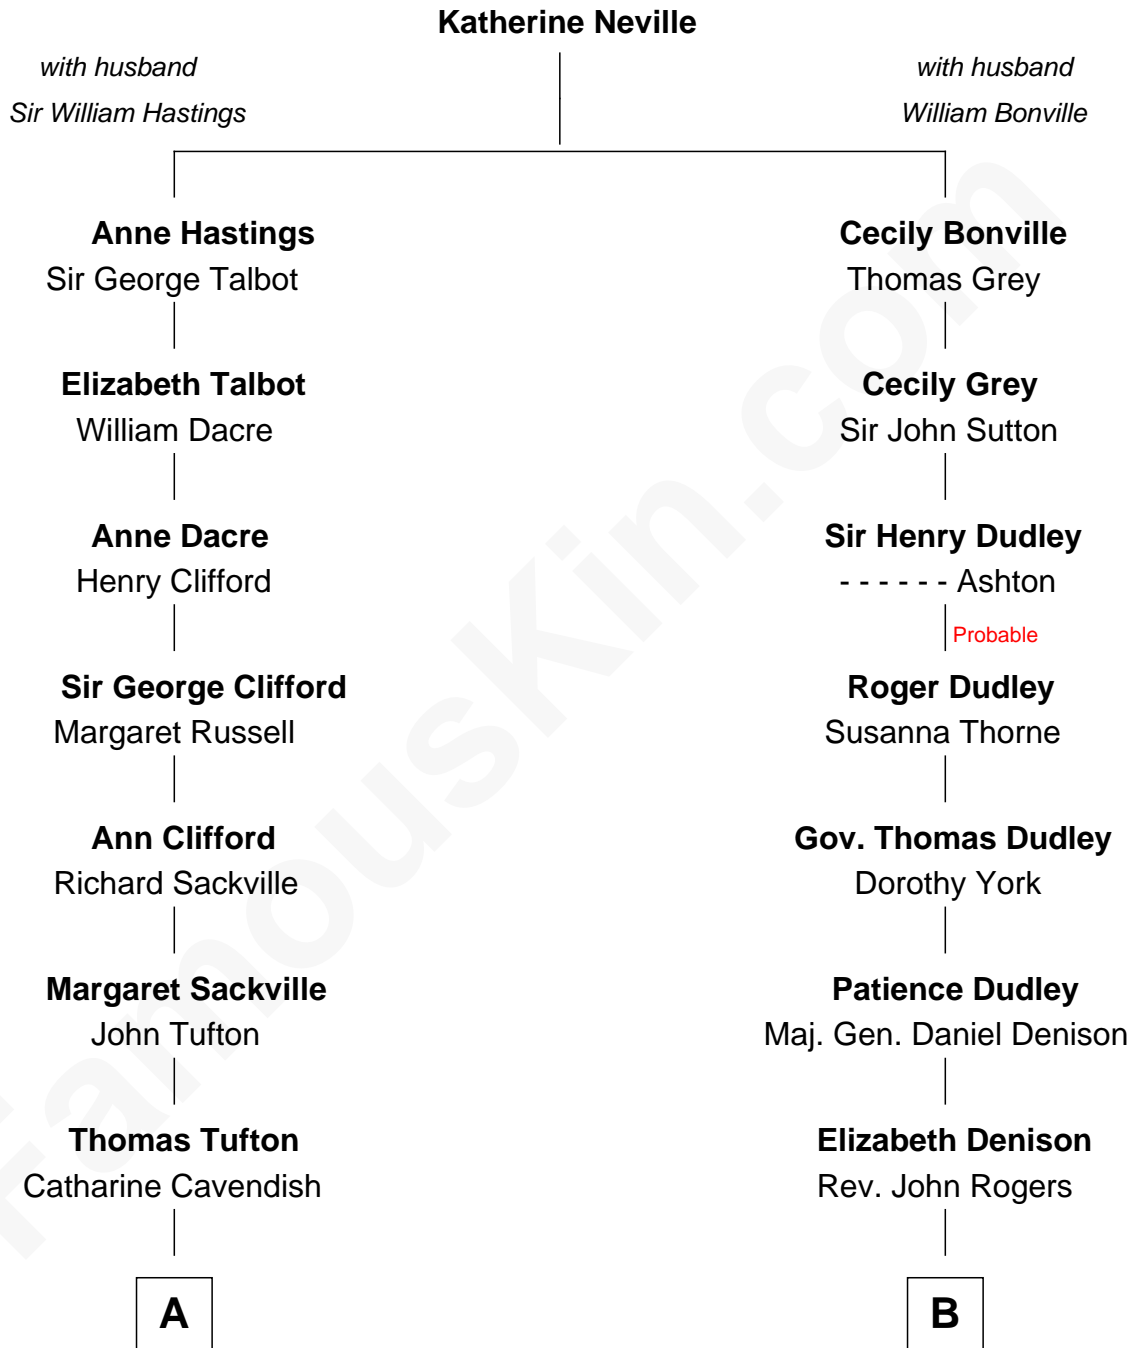 Katherine Neville
with husband
Sir William Hastings
with husband
William Bonville
Anne Hastings
Sir George Talbot
Cecily Bonville
Thomas Grey
Elizabeth Talbot
William Dacre
Cecily Grey
Sir John Sutton
Anne Dacre
Henry Clifford
Sir Henry Dudley
- - - - - - Ashton
Probable
Sir George Clifford
Margaret Russell
Roger Dudley
Susanna Thorne
Ann Clifford
Richard Sackville
Gov. Thomas Dudley
Dorothy York
Margaret Sackville
John Tufton
Patience Dudley
Maj. Gen. Daniel Denison
Thomas Tufton
Catharine Cavendish
Elizabeth Denison
Rev. John Rogers
A
B
FamousKin.com